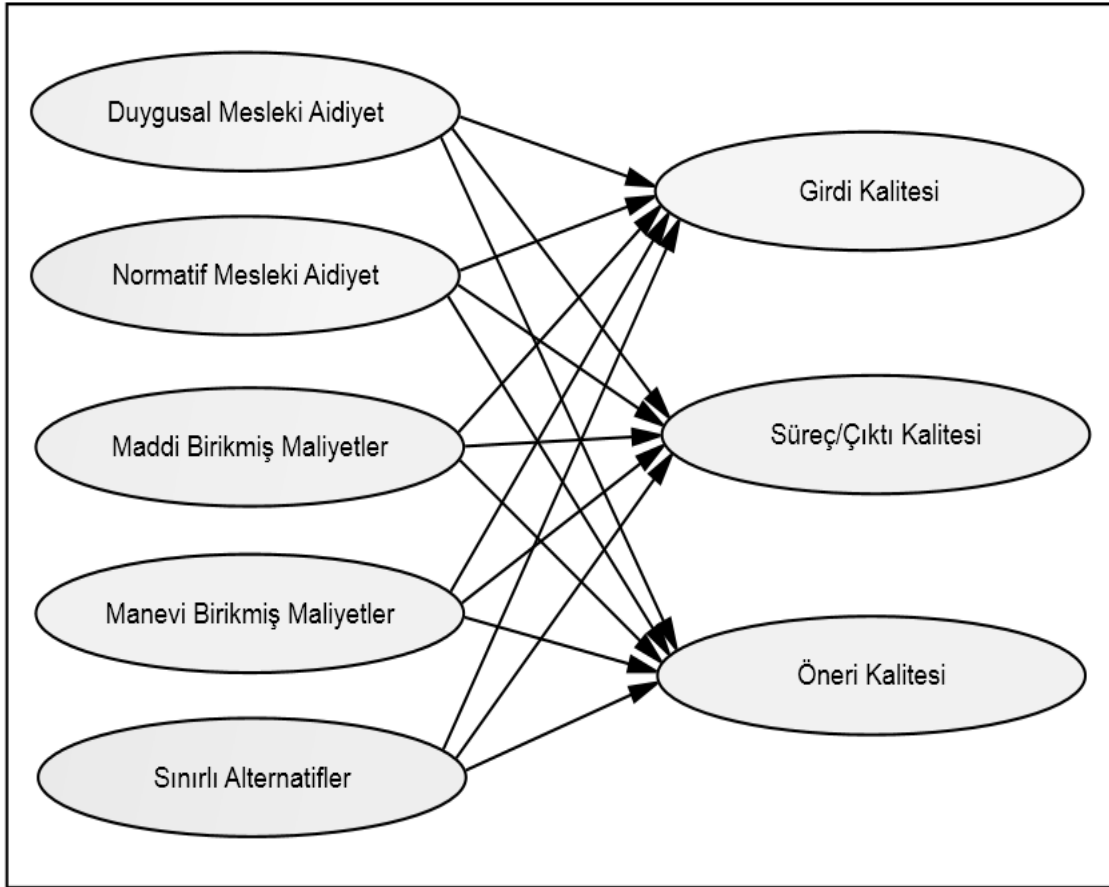 Duygusal Mesleki Aidiyet
Normatif Mesleki Aidiyet
Maddi Birikmiş Maliyetler
Manevi Birikmiş Maliyetler
Sınırlı Alternatifler
Girdi Kalitesi
Süreç/Çıktı Kalitesi
Öneri Kalitesi